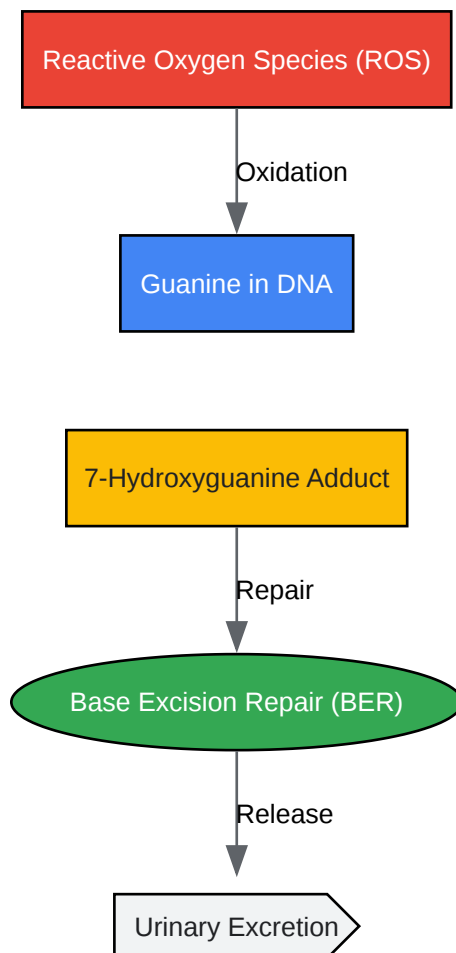 Reactive Oxygen Species (ROS)
Oxidation
Guanine in DNA
7-Hydroxyguanine Adduct
Repair
Base Excision Repair (BER)
Release
Urinary Excretion